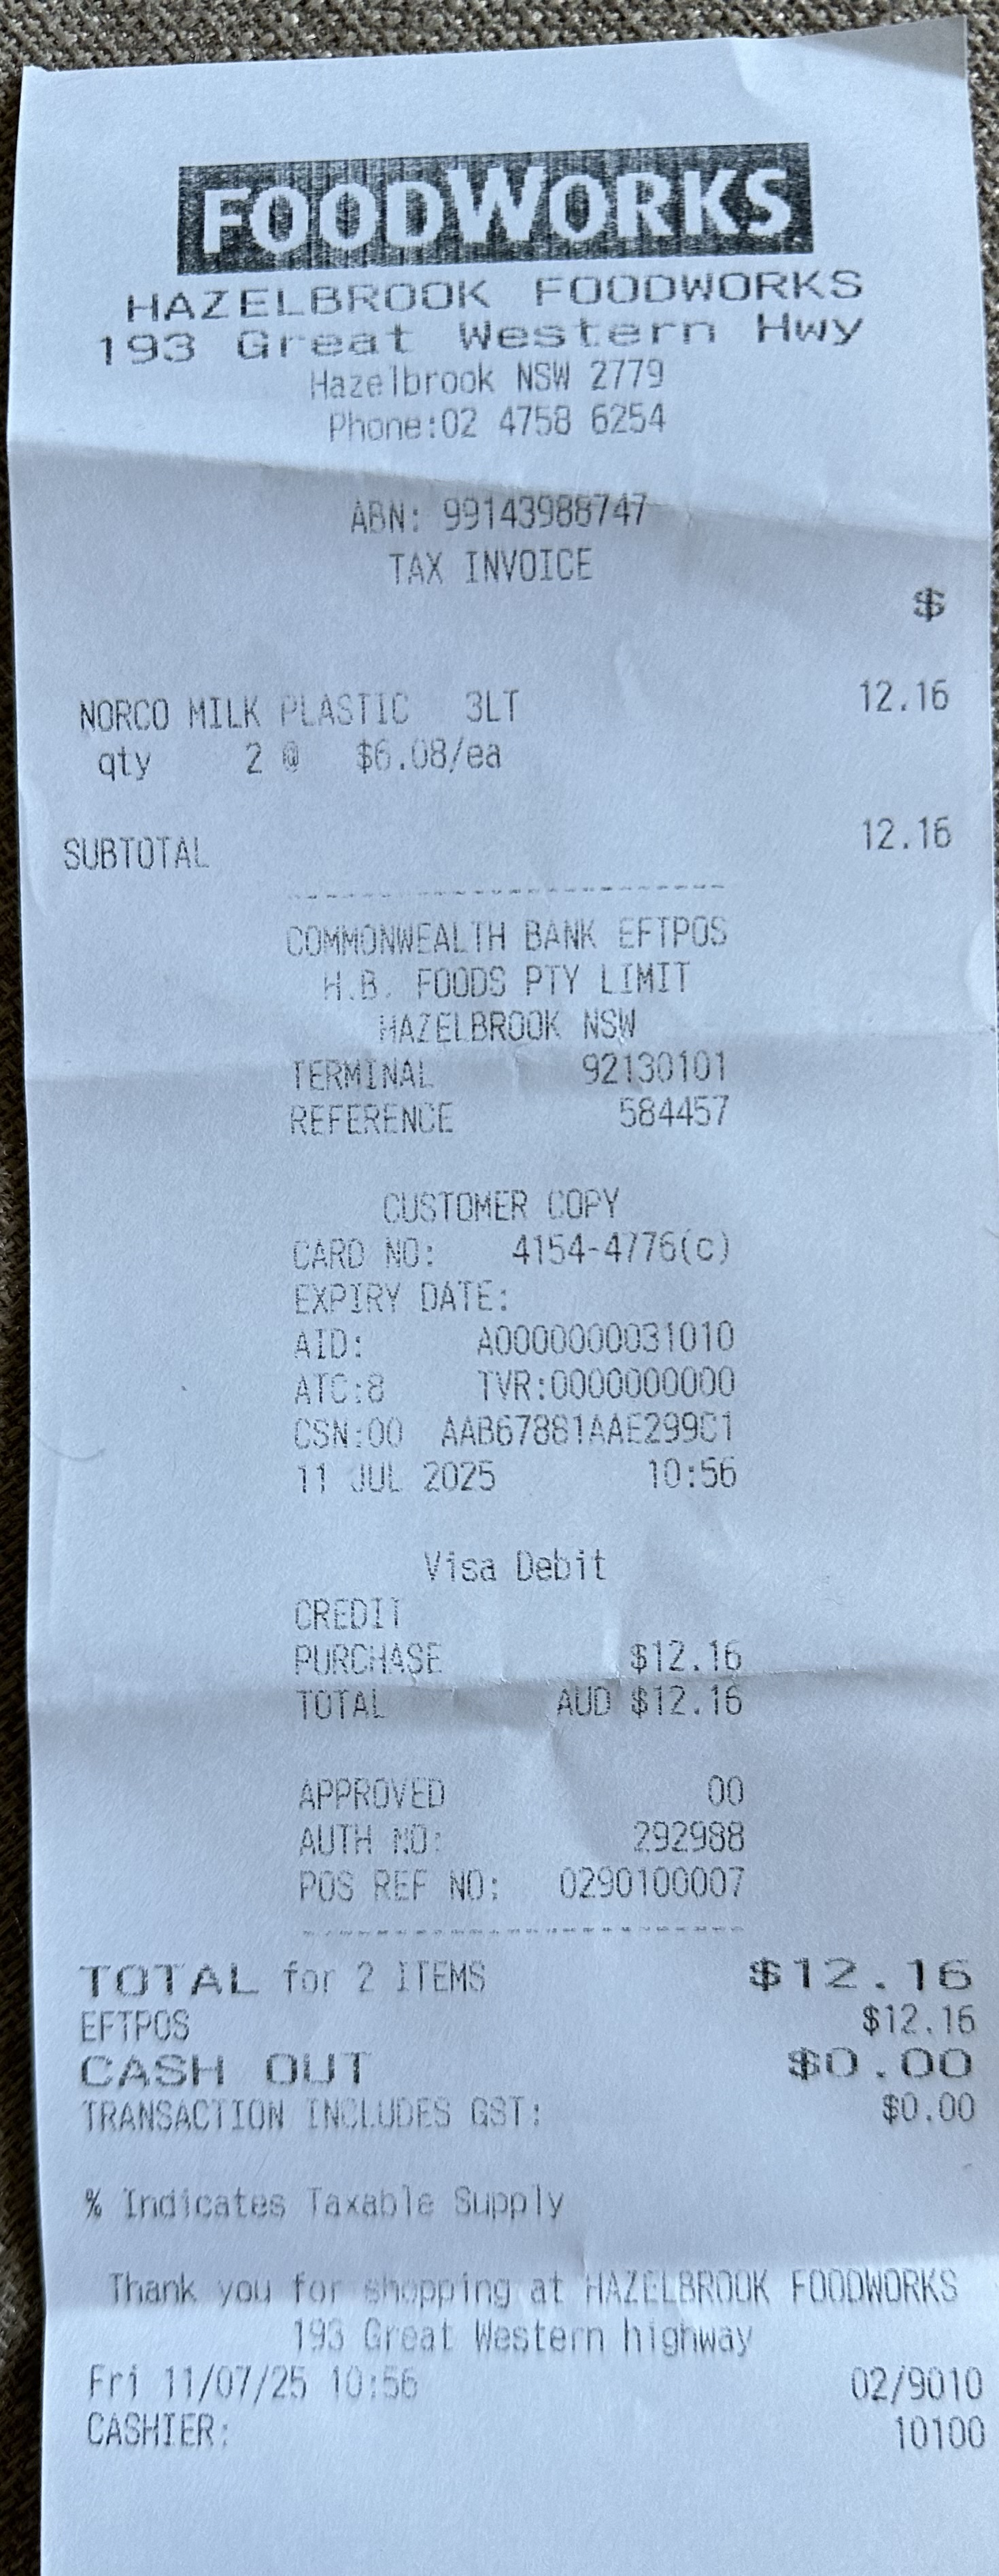 FOODWORKS
HAZELBROOK FOODWORKS
193 Great Western Hwy
Hazelbrook NSW 2779
Phone:02 4758 6254
ABN: 99143988747
TAX INVOICE
$
NORCO MILK PLASTIC 3LT 12.16
qty 2 @ $6.08/ea
SUBTOTAL 12.16
COMMONWEALTH BANK EFTPOS
H.B. FOODS PTY LIMIT
HAZELBROOK NSW
TERMINAL 92130101
REFERENCE 584457
CUSTOMER COPY
CARD NO: 4154-4776(c)
EXPIRY DATE:
AID: A0000000031010
ATC:8 TVR:0000000000
CSN:00 AAB67881AAE299C1
11 JUL 2025 10:56
Visa Debit
CREDIT
PURCHASE $12.16
TOTAL AUD $12.16
APPROVED 00
AUTH NO: 292988
POS REF NO: 0290100007
TOTAL for 2 ITEMS $12.16
EFTPOS $12.16
CASH OUT $0.00
TRANSACTION INCLUDES GST: $0.00
% Indicates Taxable Supply
Thank you for shopping at HAZELBROOK FOODWORKS
193 Great Western highway
Fri 11/07/25 10:56 02/9010
CASHIER: 10100